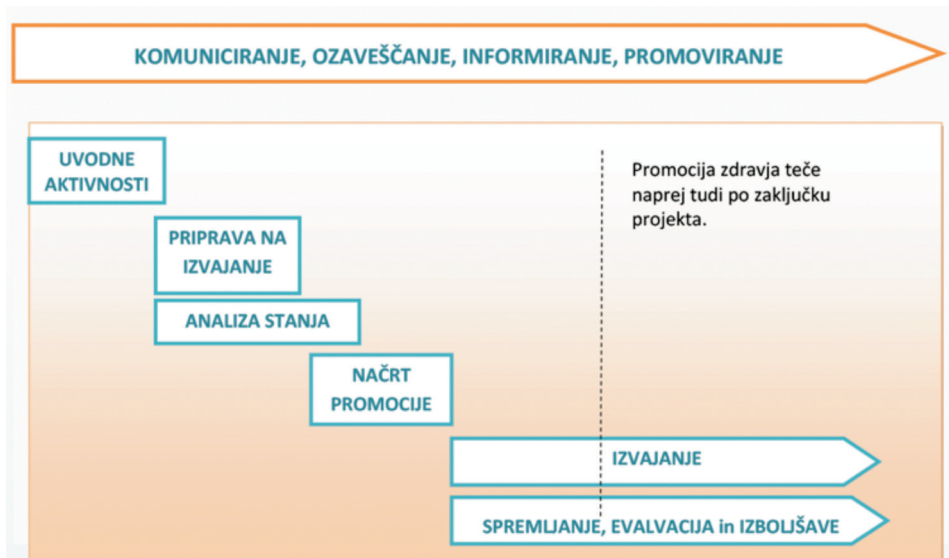 KOMUNICIRANJE, OZAVEŠČANJE, INFORMIRANJE, PROMOVIRANJE
UVODNE
AKTIVNOSTI
Promocija zdravja teče
naprej tudi po zaključku
projekta.
PRIPRAVA NA
IZVAJANJE
ANALIZA STANJA
NAČRT
PROMOCIJE
IZVAJANJE
SPREMLJANJE, EVALVACIJA in IZBOLJŠAVE